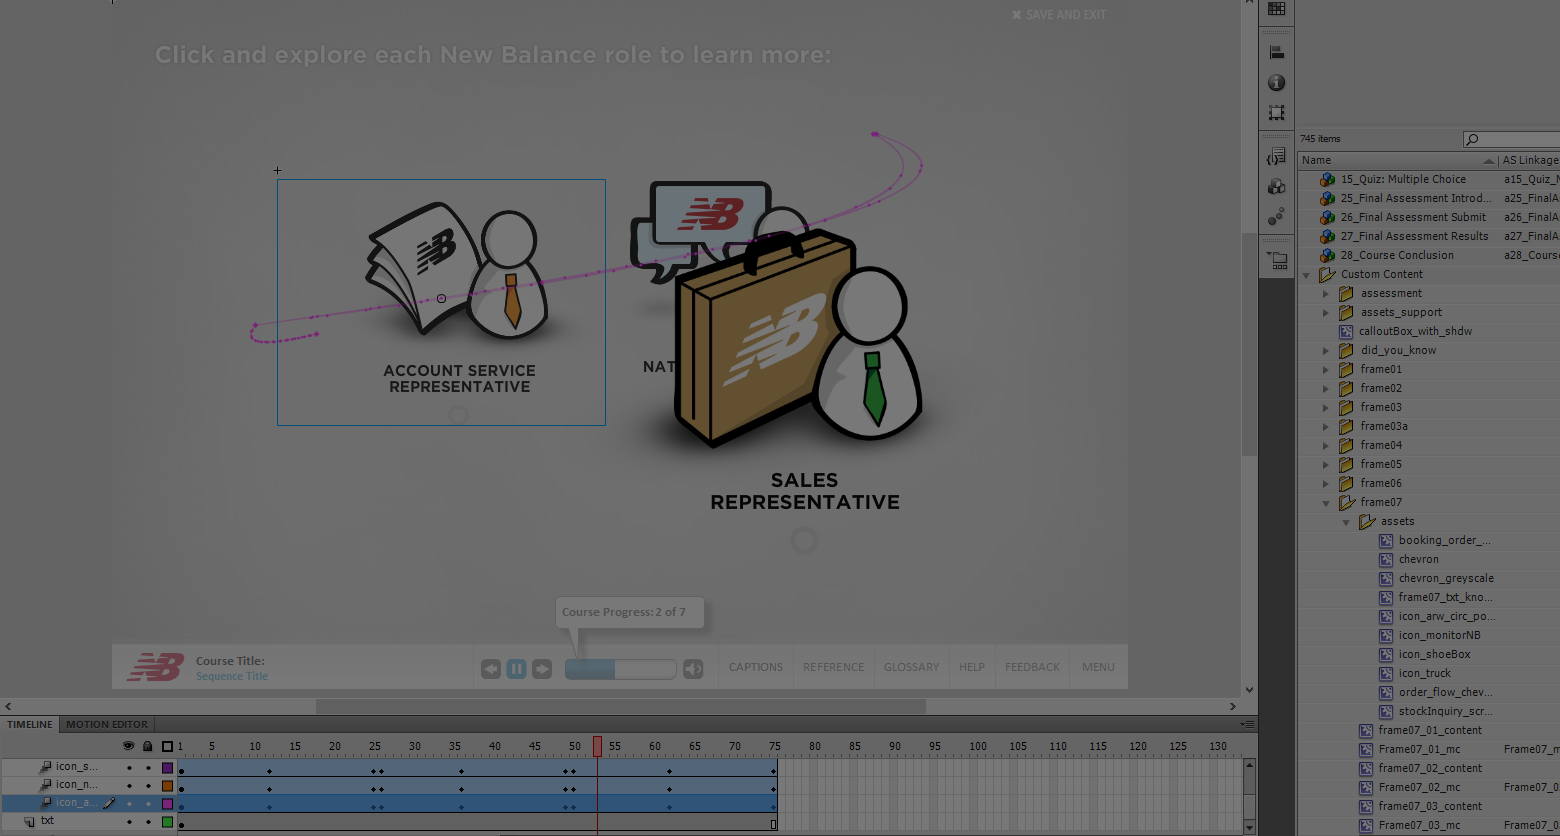 ✖ SAVE AND EXIT
Click and explore each New Balance role to learn more:
NB
NB
NB
ACCOUNT SERVICE
REPRESENTATIVE
NAT
SALES
REPRESENTATIVE
Course Progress: 2 of 7
NB
Course Title:
Sequence Title
CAPTIONS
REFERENCE
GLOSSARY
HELP
FEEDBACK
MENU
TIMELINE
MOTION EDITOR
1 5 10 15 20 25 30 35 40 45 50 55 60 65 70 75 80 85 90 95 100 105 110 115 120 125 130
icon_s...
icon_n...
icon_a...
txt
745 items
Name AS Linkage
15_Quiz: Multiple Choice a15_Quiz_M
25_Final Assessment Introd... a25_FinalA
26_Final Assessment Submit a26_FinalA
27_Final Assessment Results a27_FinalA
28_Course Conclusion a28_Cours
Custom Content
assessment
assets_support
calloutBox_with_shdw
did_you_know
frame01
frame02
frame03
frame03a
frame04
frame05
frame06
frame07
assets
booking_order_...
chevron
chevron_greyscale
frame07_txt_kno...
icon_arw_circ_po...
icon_monitorNB
icon_shoeBox
icon_truck
order_flow_chev...
stockInquiry_scr...
frame07_01_content
Frame07_01_mc Frame07_
frame07_02_content
Frame07_02_mc Frame07_0
frame07_03_content
Frame07_03_mc Frame07_0